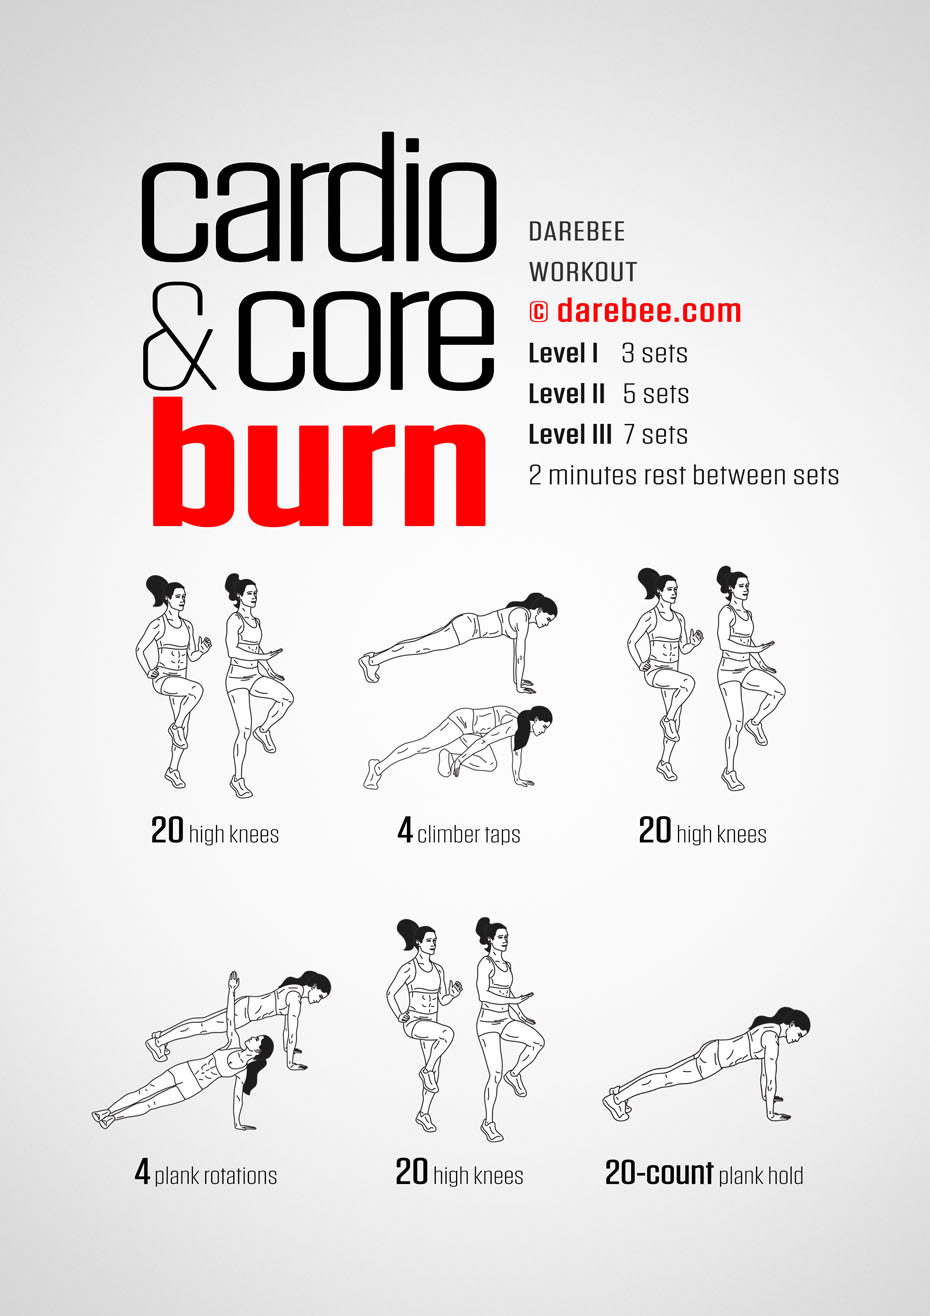 cardio
& core
burn
DAREBEE
WORKOUT
© darebee.com
Level I 3 sets
Level II 5 sets
Level III 7 sets
2 minutes rest between sets
20 high knees
4 climber taps
20 high knees
4 plank rotations
20 high knees
20-count plank hold